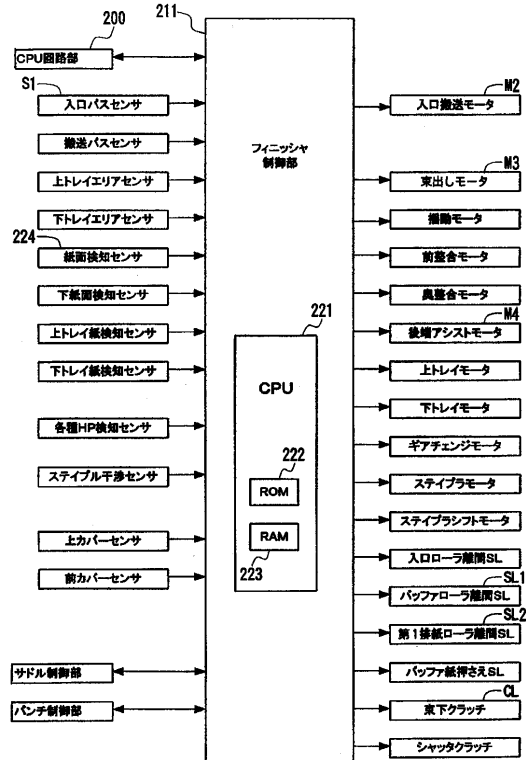 211
200
CPU回路部
S1
入口パスセンサ
搬送パスセンサ
上トレイエリアセンサ
下トレイエリアセンサ
224
紙面検知センサ
下紙面検知センサ
上トレイ紙検知センサ
下トレイ紙検知センサ
各種HP検知センサ
ステイプル干渉センサ
上カバーセンサ
前カバーセンサ
サドル制御部
パンチ制御部
フィニッシャ
制御部
221
CPU
222
ROM
RAM
223
M2
入口搬送モータ
M3
束出しモータ
揺動モータ
前整合モータ
奥整合モータ
M4
後端アシストモータ
上トレイモータ
下トレイモータ
ギアチェンジモータ
ステイプラモータ
ステイプラシフトモータ
入口ローラ離間SL
SL1
バッファローラ離間SL
SL2
第1排紙ローラ離間SL
バッファ紙押さえSL
CL
束下クラッチ
シャッタクラッチ